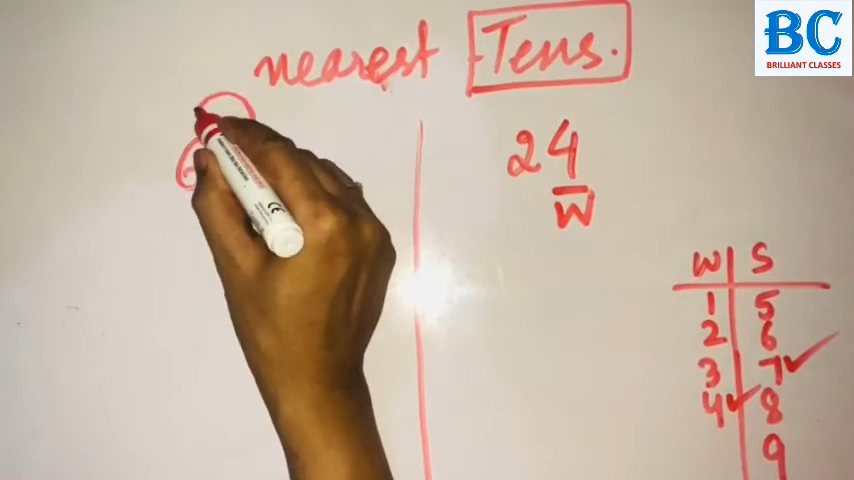 BC
BRILLIANT CLASSES
nearest Tens.
24
W
W S
1 5
2 6
3 7✓
4✓ 8
9